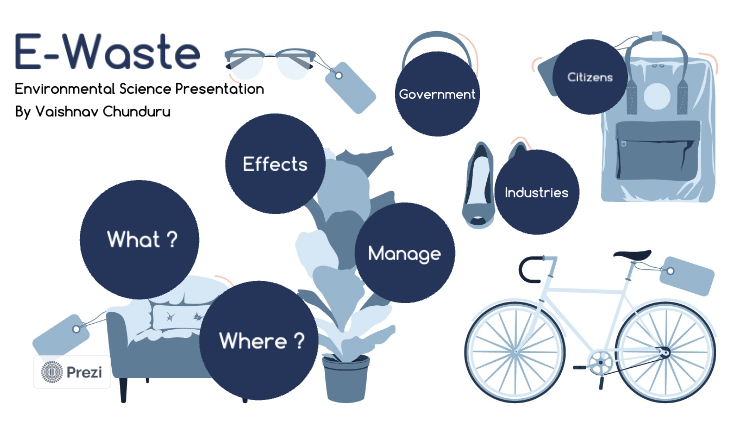 E-Waste
Environmental Science Presentation
By Vaishnav Chunduru
Government
Citizens
Effects
Industries
What ?
Manage
Where ?
Prezi